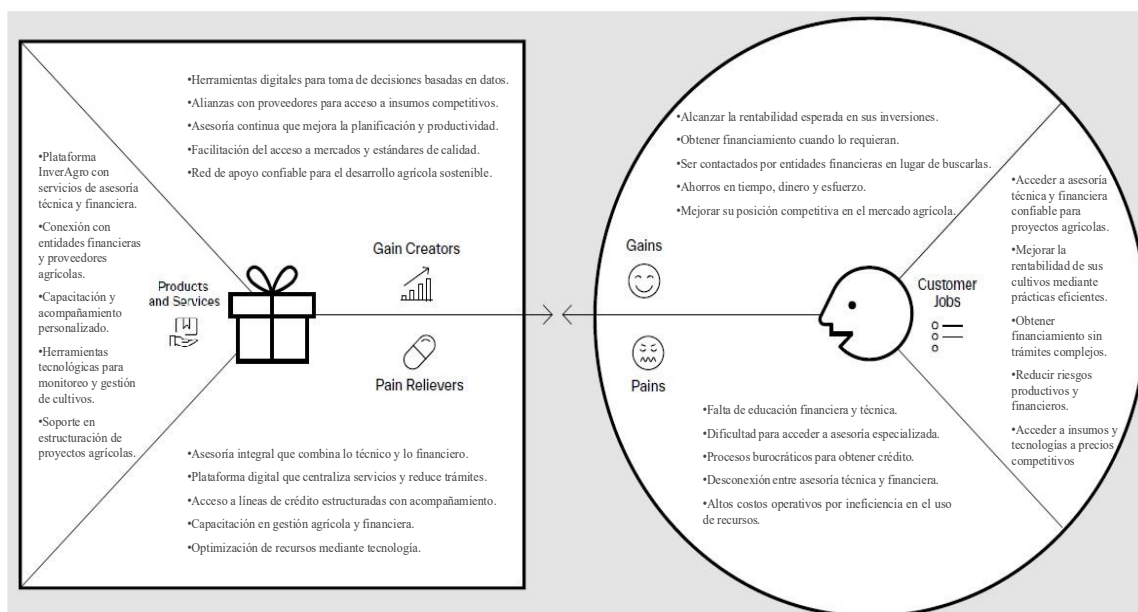 •Herramientas digitales para toma de decisiones basadas en datos.
•Alianzas con proveedores para acceso a insumos competitivos.
•Asesoría continua que mejora la planificación y productividad.
•Facilitación del acceso a mercados y estándares de calidad.
•Red de apoyo confiable para el desarrollo agrícola sostenible.
•Plataforma
InverAgro con
servicios de asesoría
técnica y financiera.
•Conexión con
entidades financieras
y proveedores
agrícolas.
•Capacitación y
acompañamiento
personalizado.
•Herramientas
tecnológicas para
monitoreo y gestión
de cultivos.
•Soporte en
estructuración de
proyectos agrícolas.
Products
and Services
Gain Creators
Pain Relievers
•Asesoría integral que combina lo técnico y lo financiero.
•Plataforma digital que centraliza servicios y reduce trámites.
•Acceso a líneas de crédito estructuradas con acompañamiento.
•Capacitación en gestión agrícola y financiera.
•Optimización de recursos mediante tecnología.
•Alcanzar la rentabilidad esperada en sus inversiones.
•Obtener financiamiento cuando lo requieran.
•Ser contactados por entidades financieras en lugar de buscarlas.
•Ahorros en tiempo, dinero y esfuerzo.
•Mejorar su posición competitiva en el mercado agrícola.
Gains
Pains
Customer
Jobs
•Acceder a asesoría
técnica y financiera
confiable para
proyectos agrícolas.
•Mejorar la
rentabilidad de sus
cultivos mediante
prácticas eficientes.
•Obtener
financiamiento sin
trámites complejos.
•Reducir riesgos
productivos y
financieros.
•Acceder a insumos y
tecnologías a precios
competitivos
•Falta de educación financiera y técnica.
•Dificultad para acceder a asesoría especializada.
•Procesos burocráticos para obtener crédito.
•Desconexión entre asesoría técnica y financiera.
•Altos costos operativos por ineficiencia en el uso
de recursos.